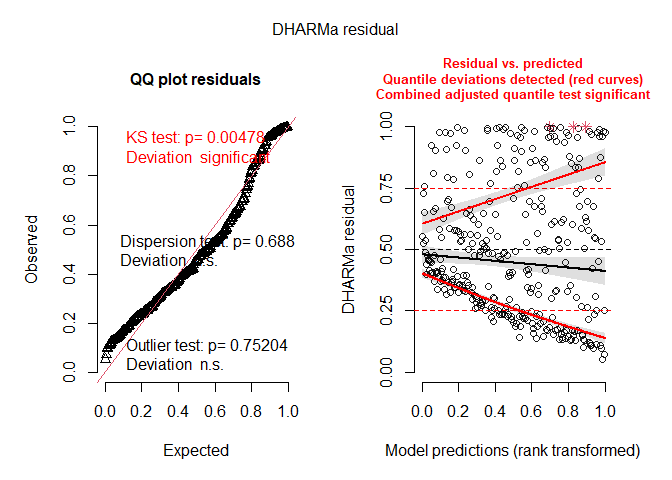 DHARMa residual
QQ plot residuals
KS test: p= 0.00478
Deviation significant
Dispersion test: p= 0.688
Deviation n.s.
Outlier test: p= 0.75204
Deviation n.s.
Observed
0.0 0.2 0.4 0.6 0.8 1.0
0.0 0.2 0.4 0.6 0.8 1.0
Expected
Residual vs. predicted
Quantile deviations detected (red curves)
Combined adjusted quantile test significant
DHARMa residual
0.00 0.25 0.50 0.75 1.00
0.0 0.2 0.4 0.6 0.8 1.0
Model predictions (rank transformed)